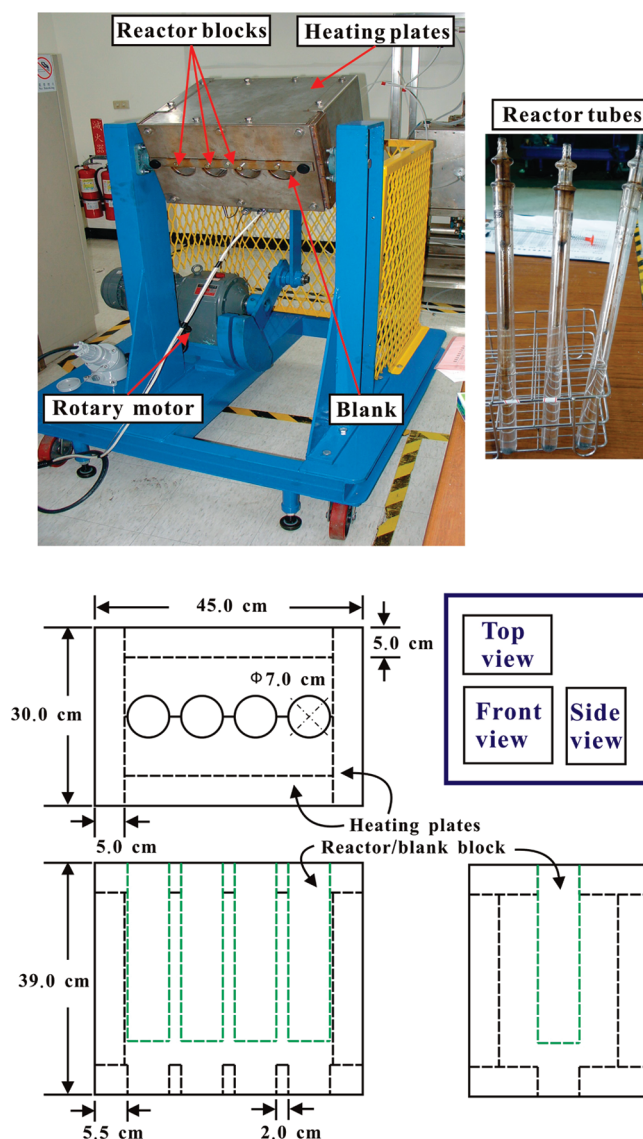 Reactor blocks
Heating plates
Reactor tubes
滅
火
Rotary motor
Blank
45.0 cm
5.0 cm
Φ7.0 cm
30.0 cm
5.0 cm
Top
view
Front
view
Side
view
Heating plates
Reactor/blank block
39.0 cm
5.5 cm
2.0 cm